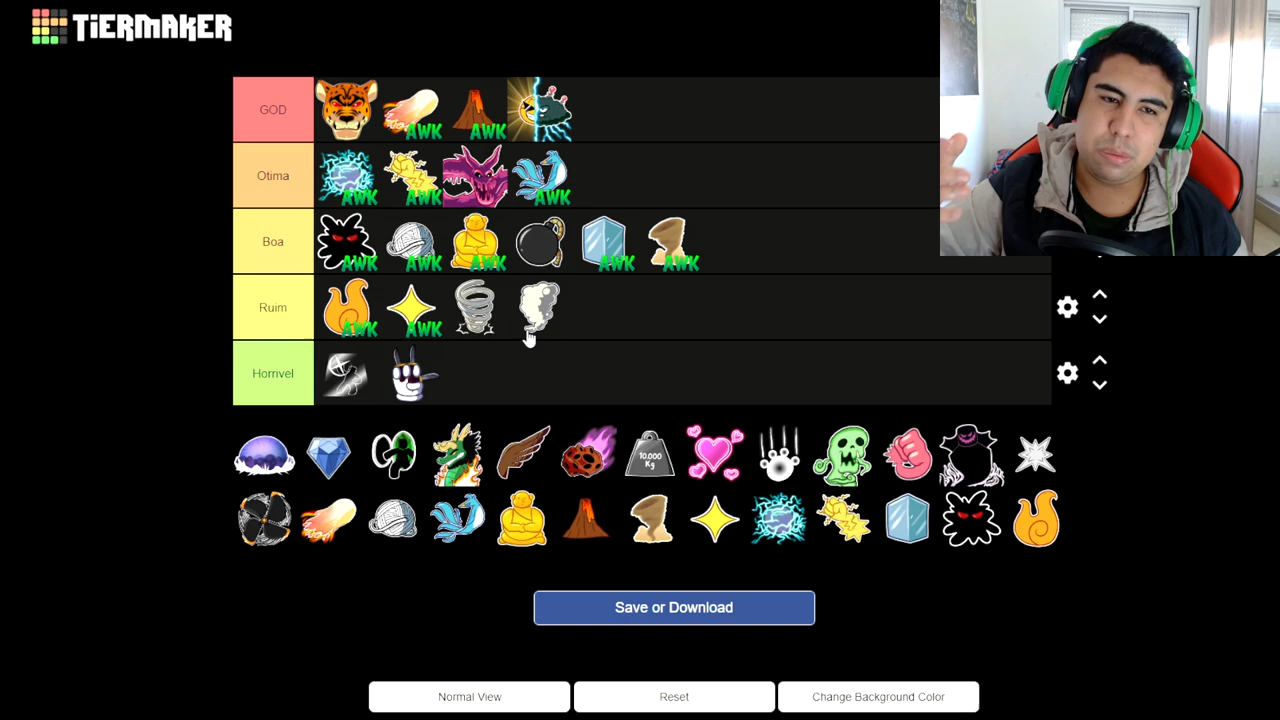 TiERMAKER
GOD
AWK AWK
Otima
AWK AWK AWK
Boa
AWK AWK AWK AWK AWK
Ruim
AWK AWK
Horrivel
10.000
Kg
Save or Download
Normal View
Reset
Change Background Color